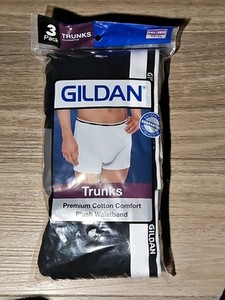 3
Pack
TRUNKS
GILDAN®
Trunks
Premium Cotton Comfort
Plush Waistband
GILDAN